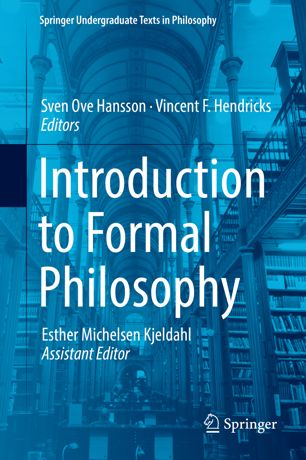 Springer Undergraduate Texts in Philosophy
Sven Ove Hansson · Vincent F. Hendricks
Editors
Introduction
to Formal
Philosophy
Esther Michelsen Kjeldahl
Assistant Editor
Springer